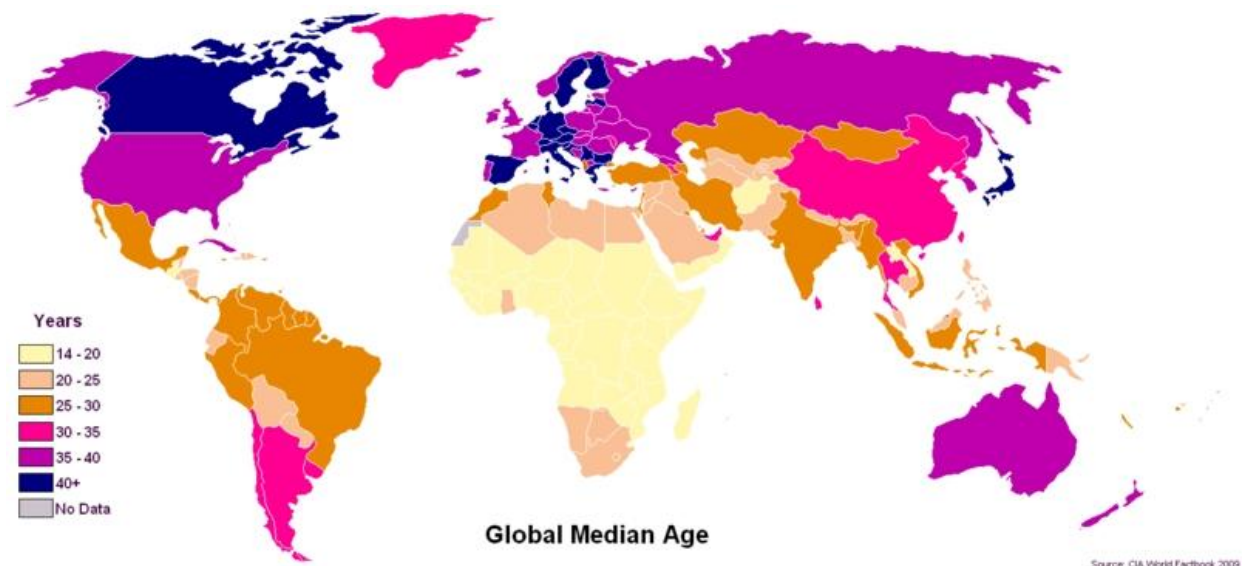 Years
14 - 20
20 - 25
25 - 30
30 - 35
35 - 40
40+
No Data
Global Median Age
Source: CIA World Factbook 2009